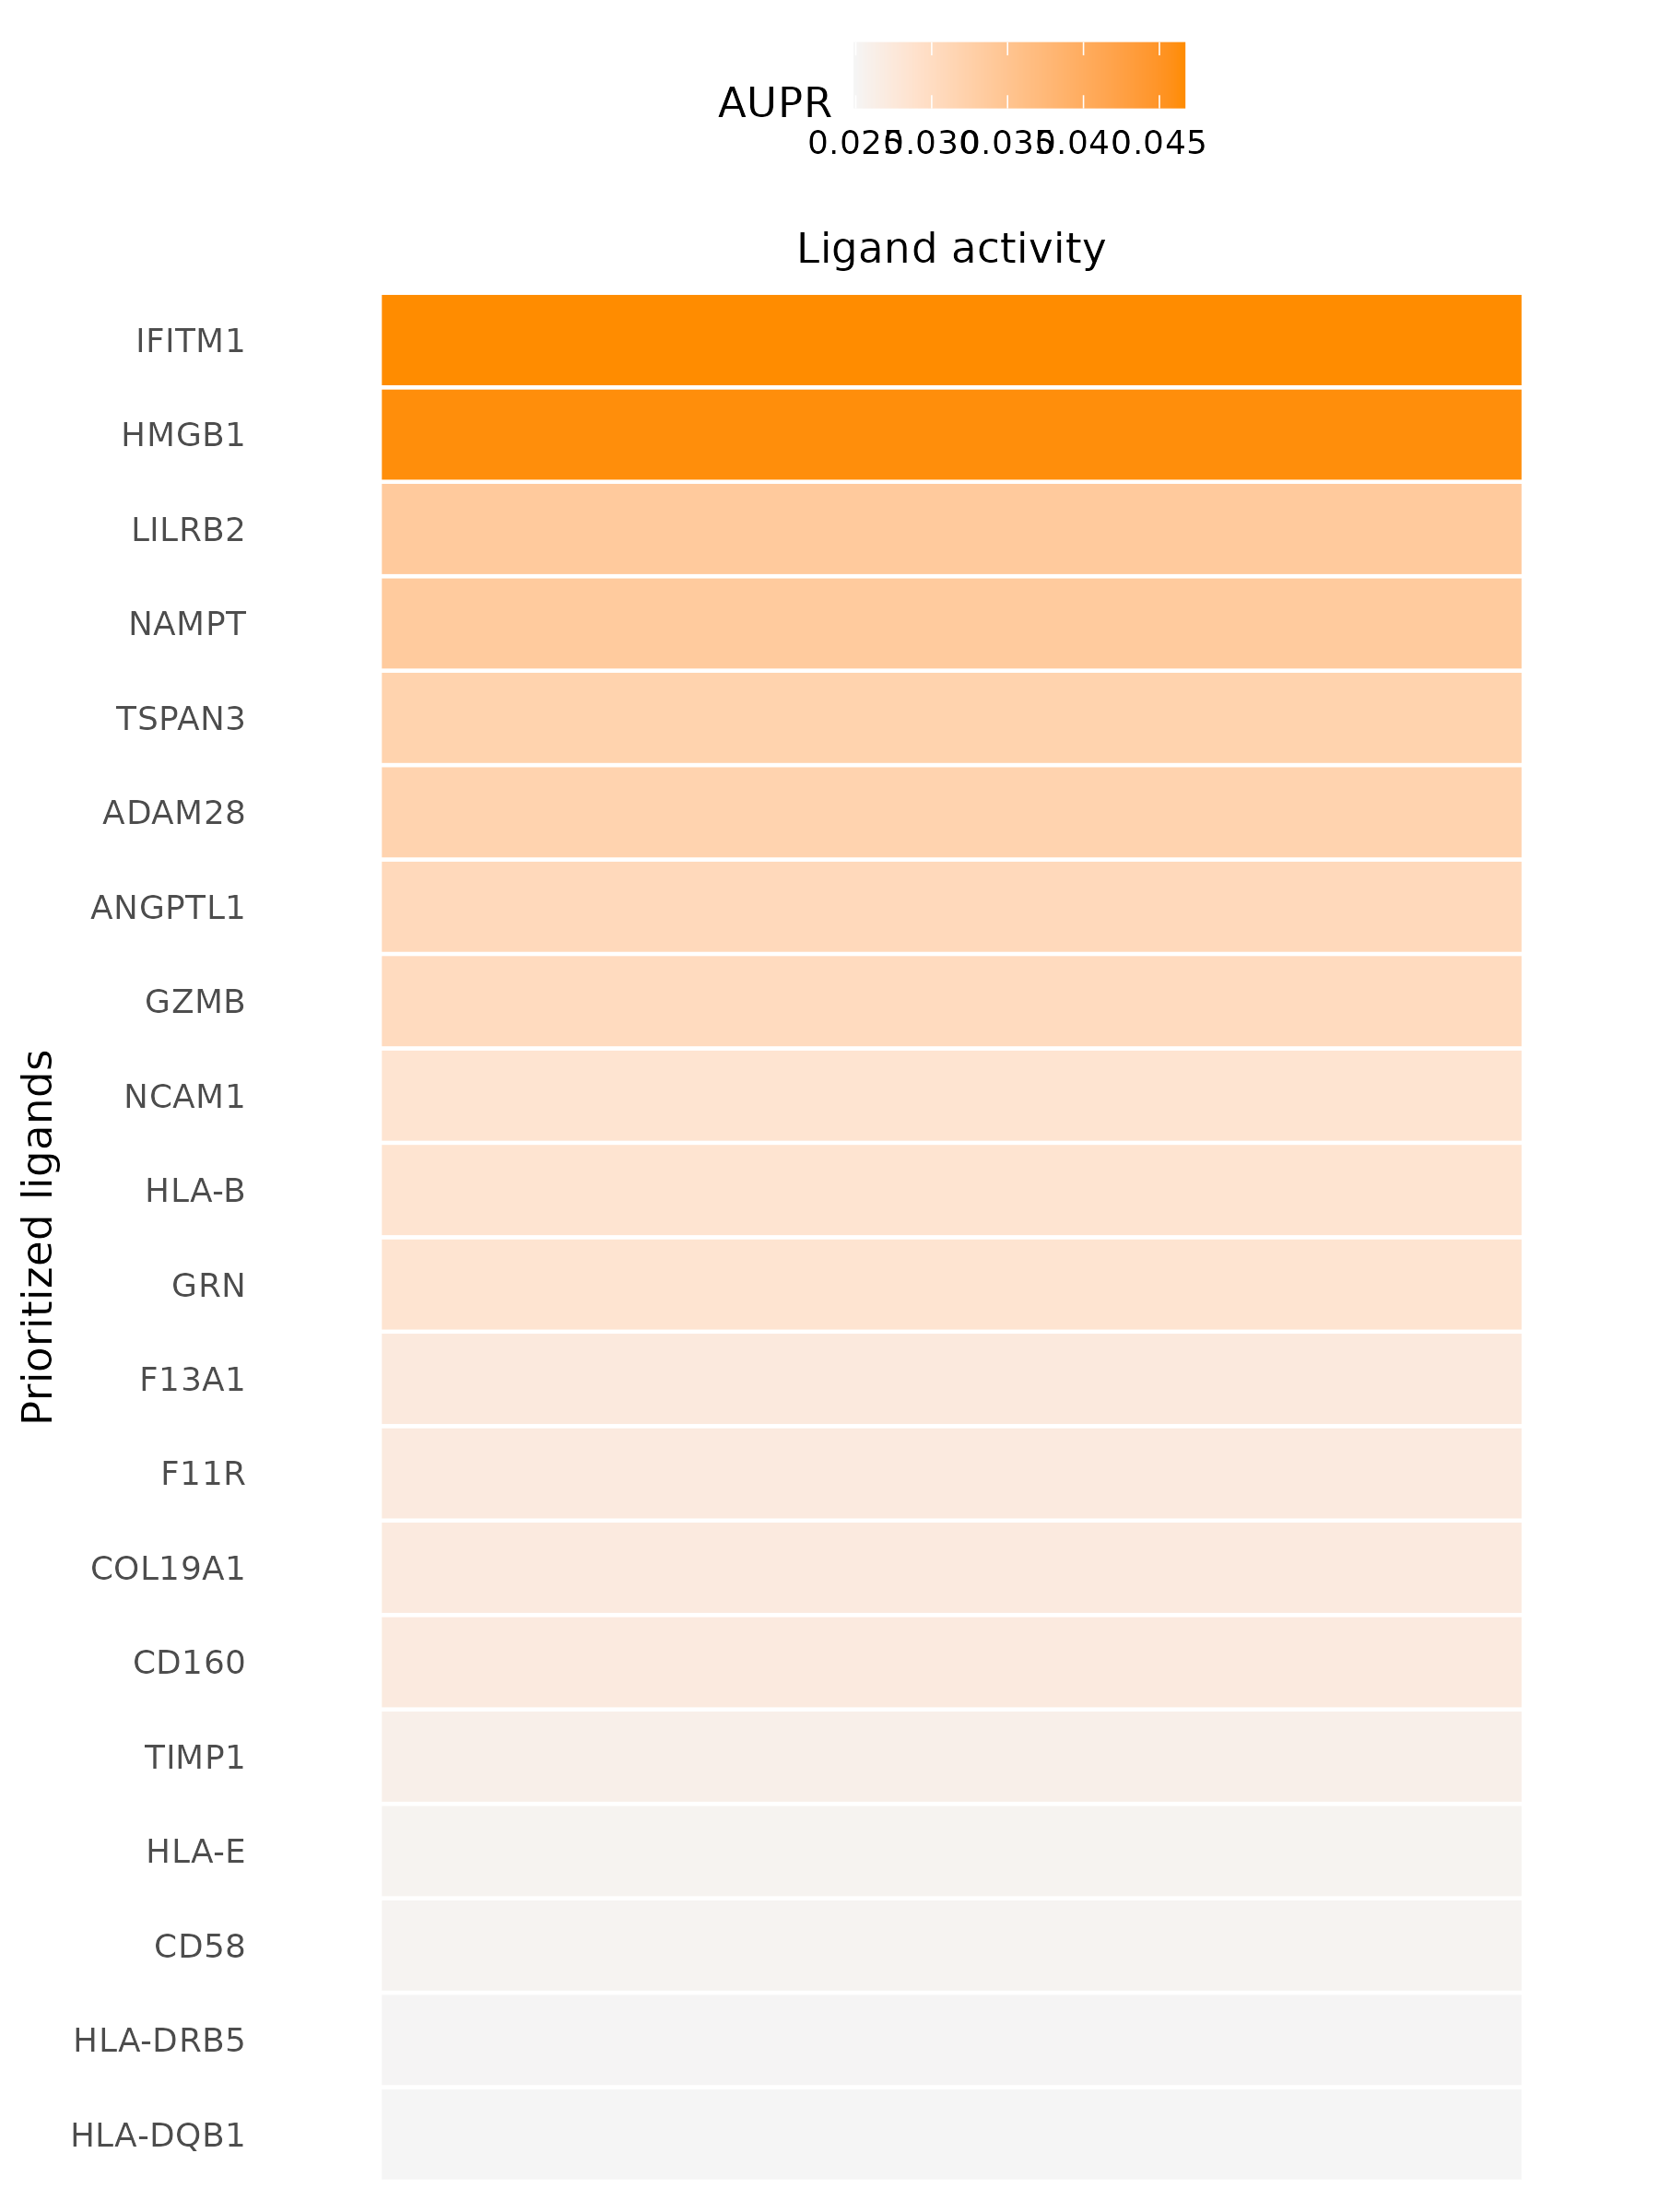 AUPR
0.025 0.030 0.035 0.040 0.045
Ligand activity
IFITM1
HMGB1
LILRB2
NAMPT
TSPAN3
ADAM28
ANGPTL1
GZMB
NCAM1
HLA-B
GRN
F13A1
F11R
COL19A1
CD160
TIMP1
HLA-E
CD58
HLA-DRB5
HLA-DQB1
Prioritized ligands